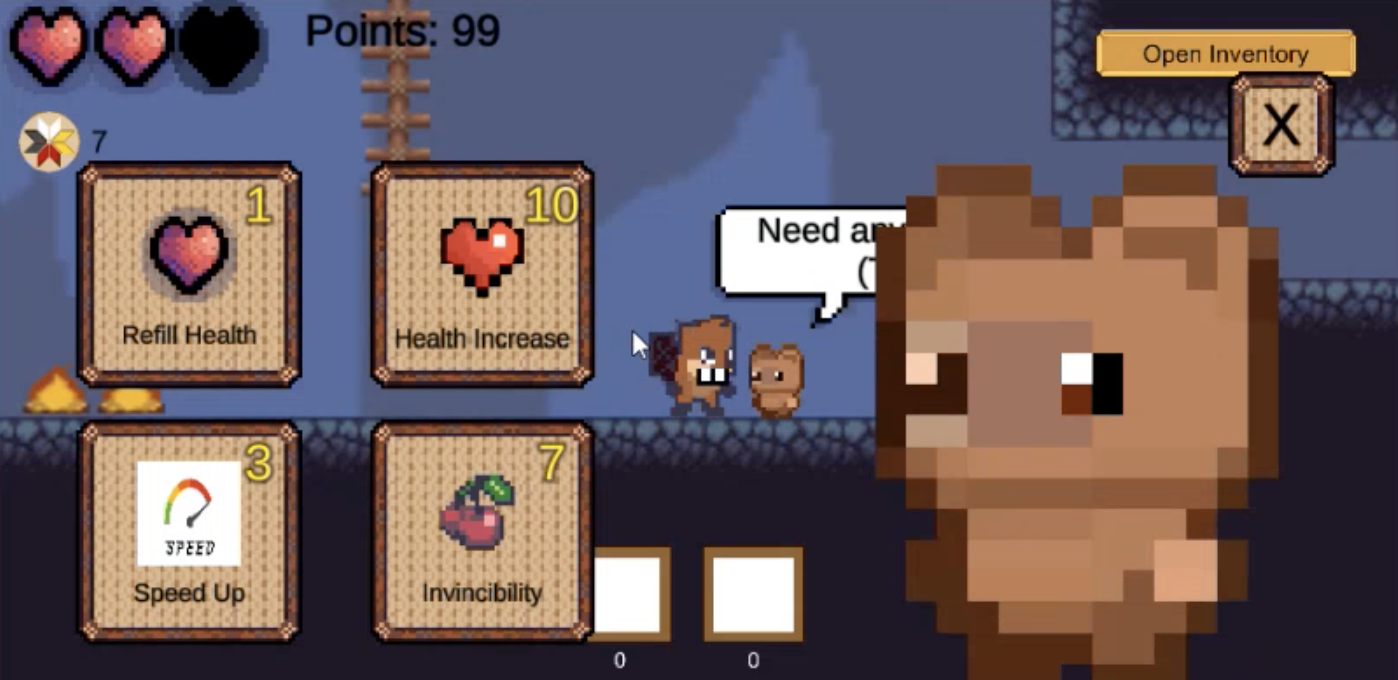 Points: 99
Open Inventory
X
7
1
Refill Health
10
Health Increase
Need any
3
SPEED
Speed Up
7
Invincibility
0
0